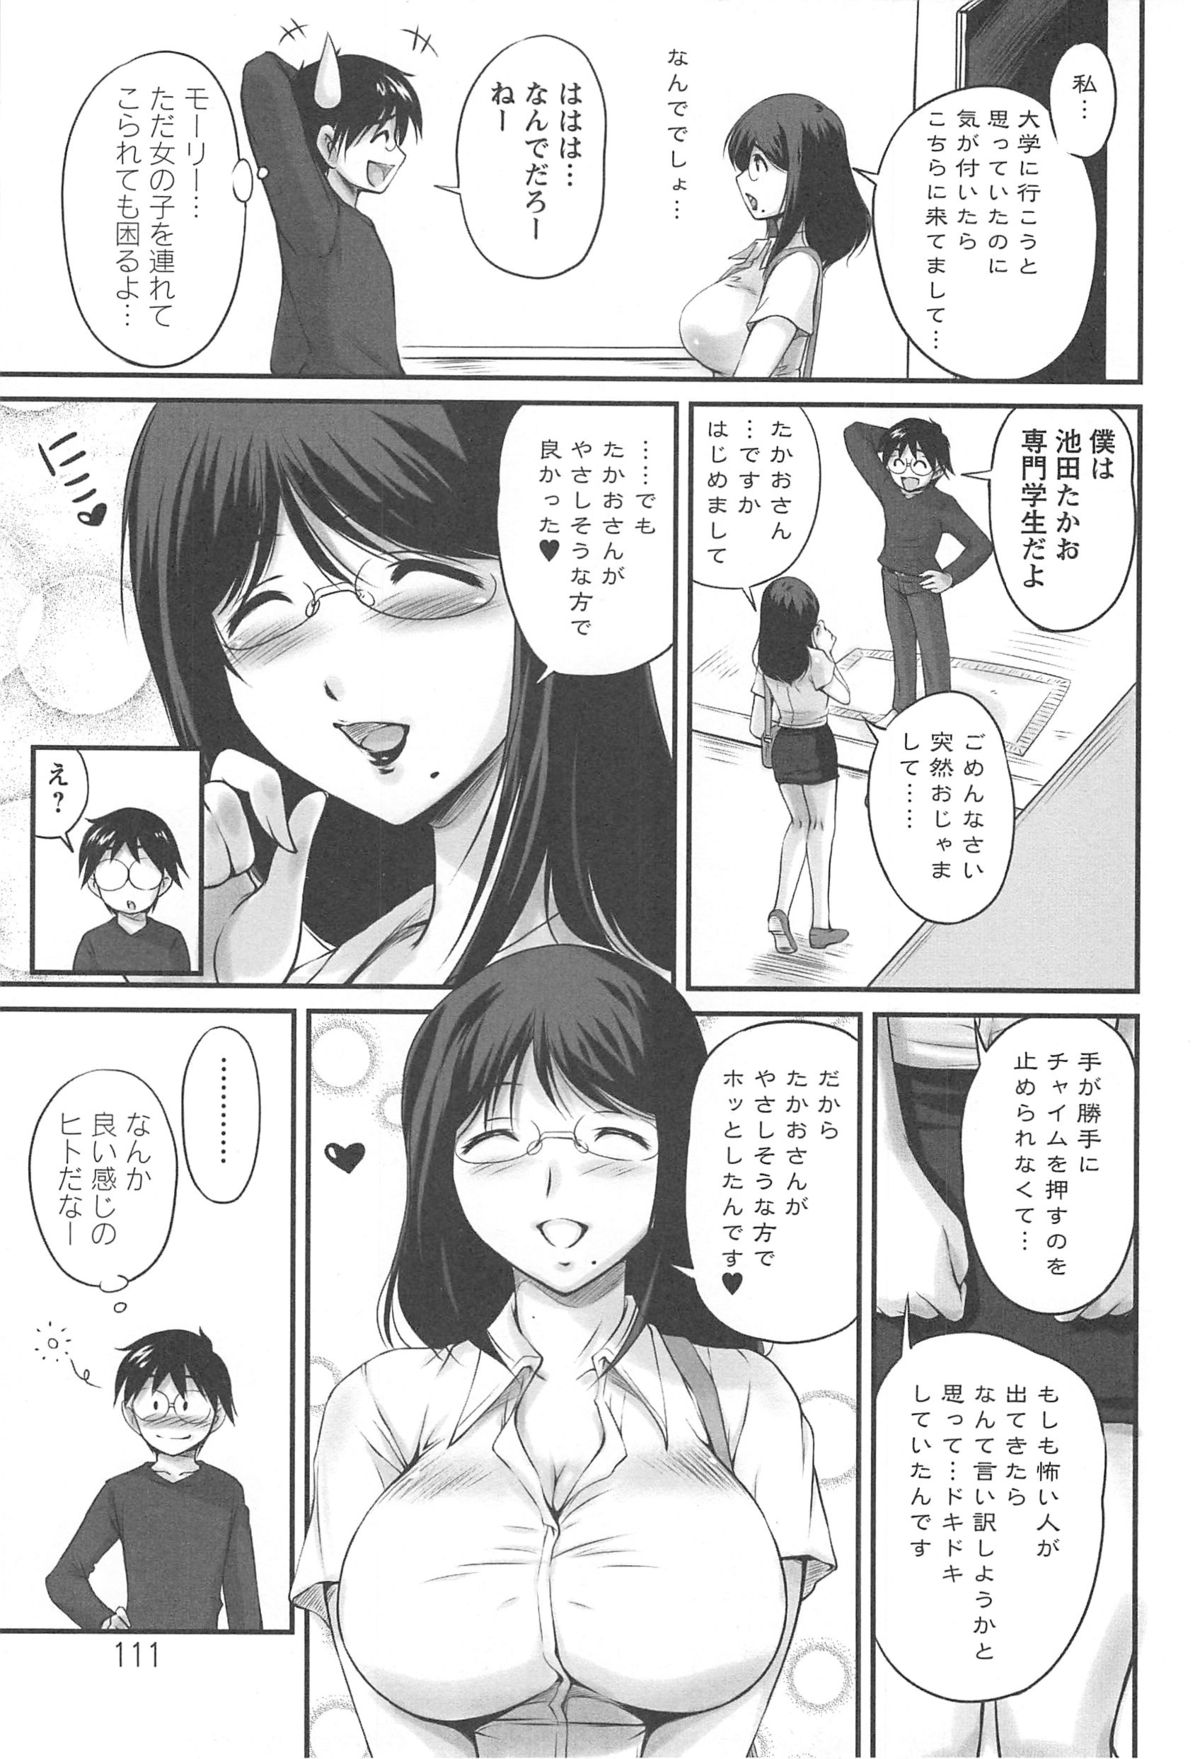 私…
大学に行こうと
思っていたのに
気が付いたら
こちらに来てまして…
なんででしょ…
ははは…
なんでだろー
ねー
モーリー…
ただ女の子を連れて
こられても困るよ…
僕は
池田たかお
専門学生だよ
たかおさん
…ですか
はじめまして
ごめんなさい
突然おじゃま
して……
……でも
たかおさんが
やさしそうな方で
良かった♥
え？
手が勝手に
チャイムを押すのを
止められなくて…
もしも怖い人が
出てきたら
なんて言い訳しようかと
思って…ドキドキ
していたんです
だから
たかおさんが
やさしそうな方で
ホッとしたんです♥
…………
なんか
良い感じの
ヒトだなー
111